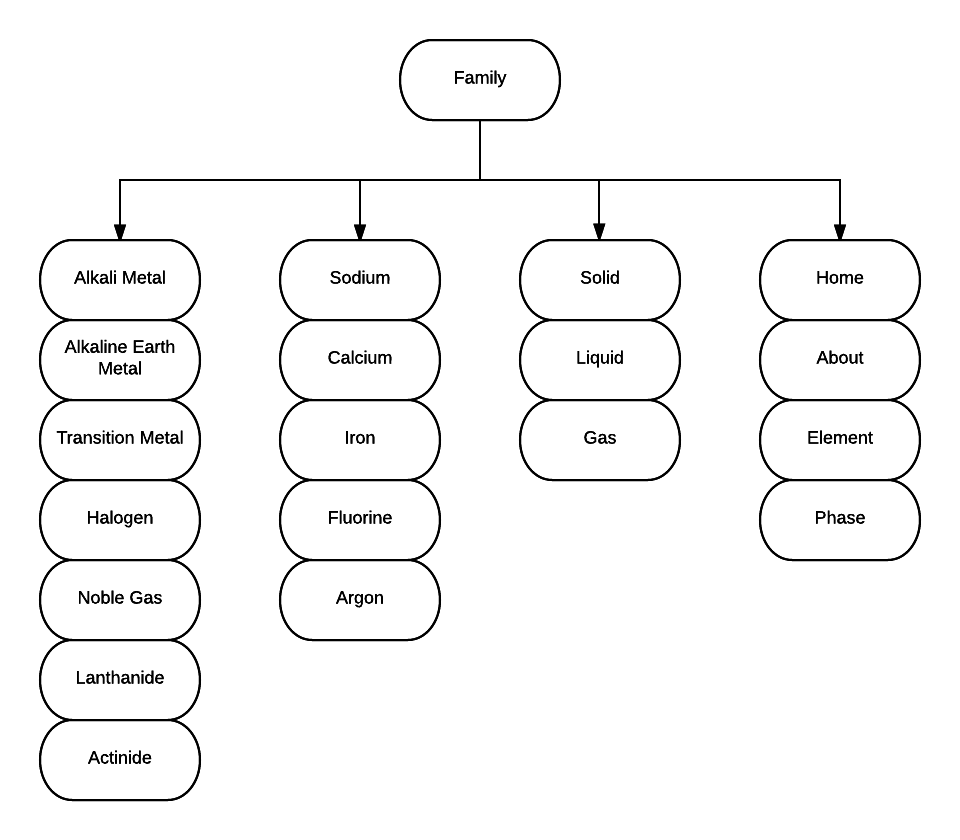 Family
Alkali Metal
Alkaline Earth
Metal
Transition Metal
Halogen
Noble Gas
Lanthanide
Actinide
Sodium
Calcium
Iron
Fluorine
Argon
Solid
Liquid
Gas
Home
About
Element
Phase